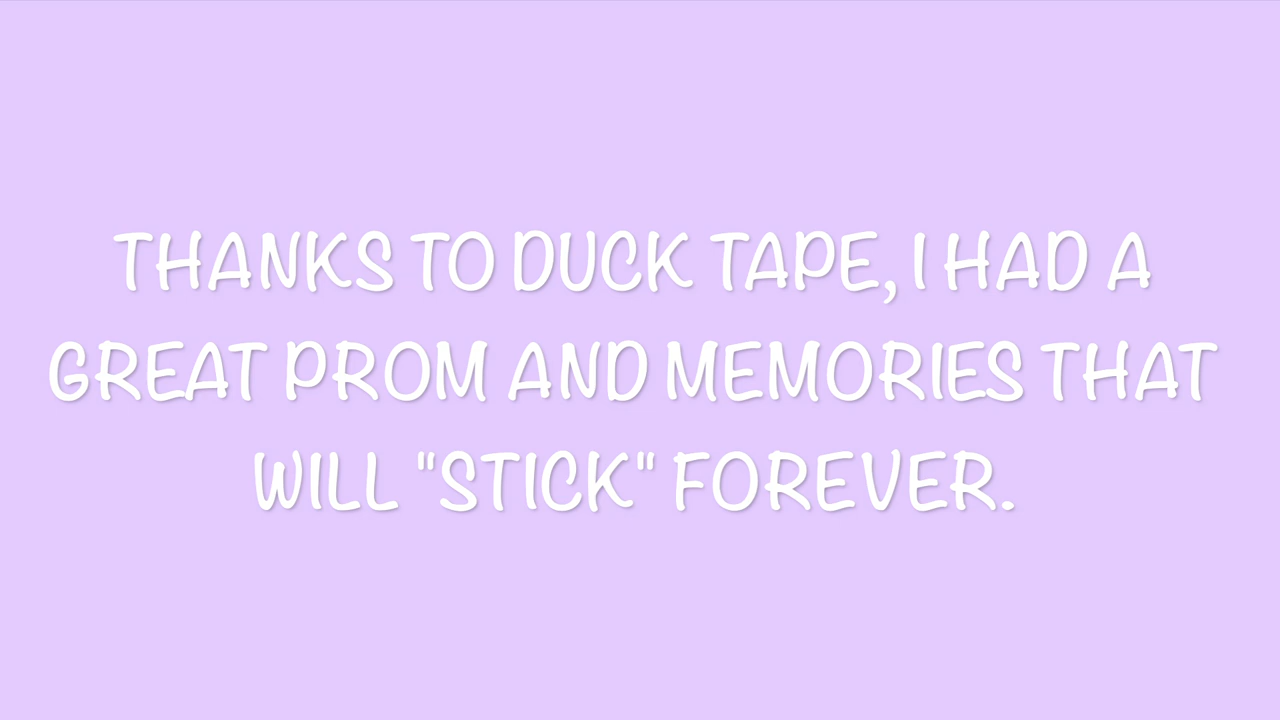 THANKS TO DUCK TAPE, I HAD A
GREAT PROM AND MEMORIES THAT
WILL "STICK" FOREVER.